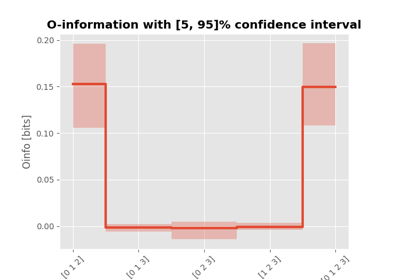 O-information with [5, 95]% confidence interval
0.20
0.15
0.10
0.05
0.00
Oinfo [bits]
[0 1 2]
[0 1 3]
[0 2 3]
[1 2 3]
[0 1 2 3]